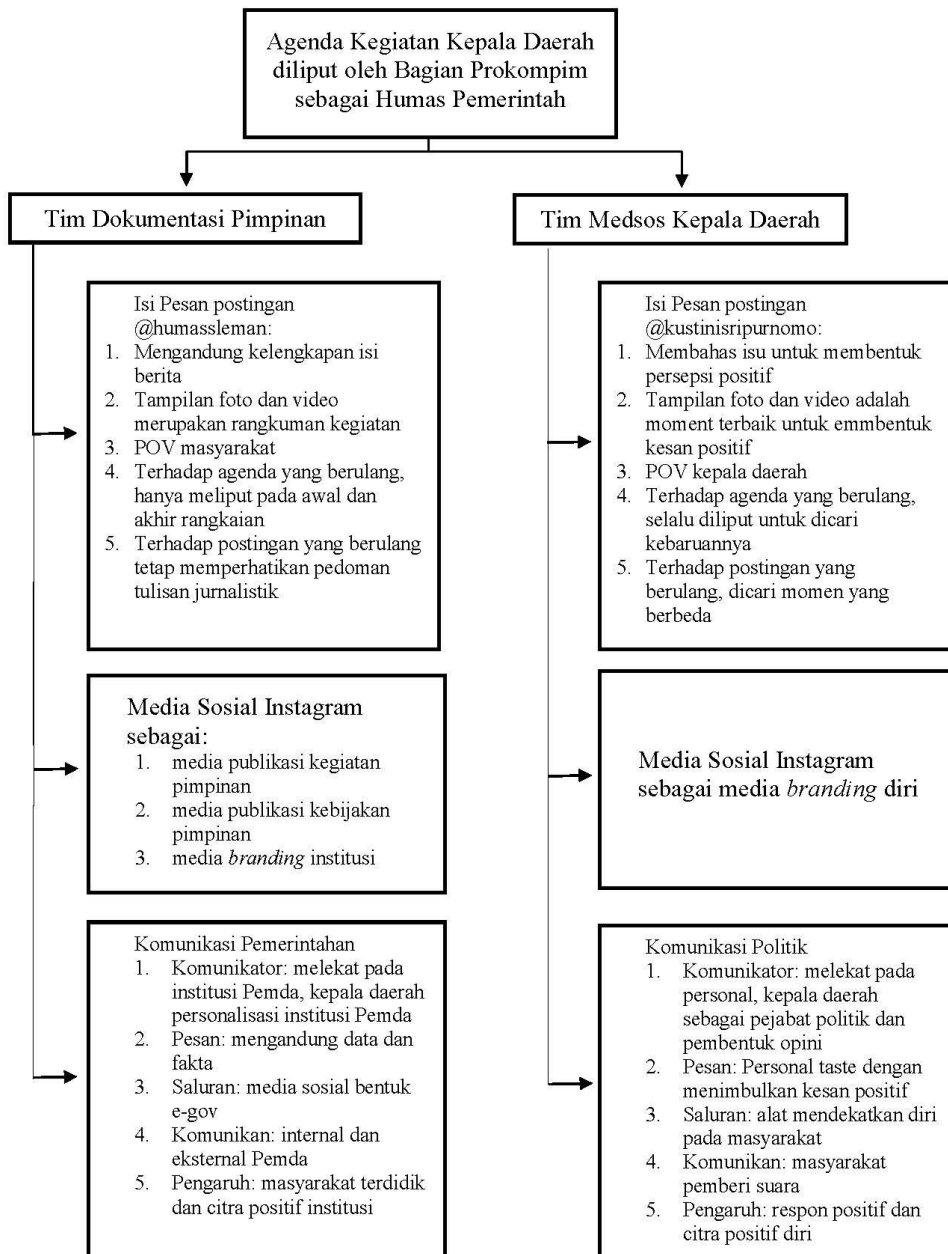 Agenda Kegiatan Kepala Daerah
diliput oleh Bagian Prokompim
sebagai Humas Pemerintah
Tim Dokumentasi Pimpinan
Isi Pesan postingan
@humassleman:
1. Mengandung kelengkapan isi
berita
2. Tampilan foto dan video
merupakan rangkuman kegiatan
3. POV masyarakat
4. Terhadap agenda yang berulang,
hanya meliput pada awal dan
akhir rangkaian
5. Terhadap postingan yang berulang
tetap memperhatikan pedoman
tulisan jurnalistik
Media Sosial Instagram
sebagai:
1. media publikasi kegiatan
pimpinan
2. media publikasi kebijakan
pimpinan
3. media branding institusi
Komunikasi Pemerintahan
1. Komunikator: melekat pada
institusi Pemda, kepala daerah
personalisasi institusi Pemda
2. Pesan: mengandung data dan
fakta
3. Saluran: media sosial bentuk
e-gov
4. Komunikan: internal dan
eksternal Pemda
5. Pengaruh: masyarakat terdidik
dan citra positif institusi
Tim Medsos Kepala Daerah
Isi Pesan postingan
@kustinisripurnomo:
1. Membahas isu untuk membentuk
persepsi positif
2. Tampilan foto dan video adalah
moment terbaik untuk emmbentuk
kesan positif
3. POV kepala daerah
4. Terhadap agenda yang berulang,
selalu diliput untuk dicari
kebaruannya
5. Terhadap postingan yang
berulang, dicari momen yang
berbeda
Media Sosial Instagram
sebagai media branding diri
Komunikasi Politik
1. Komunikator: melekat pada
personal, kepala daerah
sebagai pejabat politik dan
pembentuk opini
2. Pesan: Personal taste dengan
menimbulkan kesan positif
3. Saluran: alat mendekatkan diri
pada masyarakat
4. Komunikan: masyarakat
pemberi suara
5. Pengaruh: respon positif dan
citra positif diri